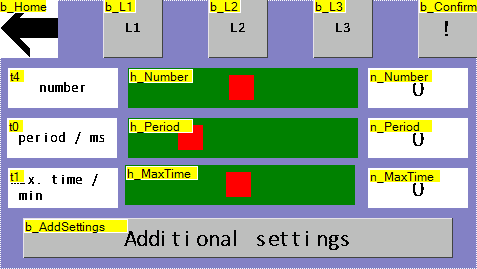 b_Home b_L1 b_L2 b_L3 b_Confirm
L1 L2 L3 !
t4 h_Number n_Number
number 0
t0 h_Period n_Period
period / ms 0
t1 h_MaxTime n_MaxTime
max. time / 0
min
b_AddSettings
Additional settings